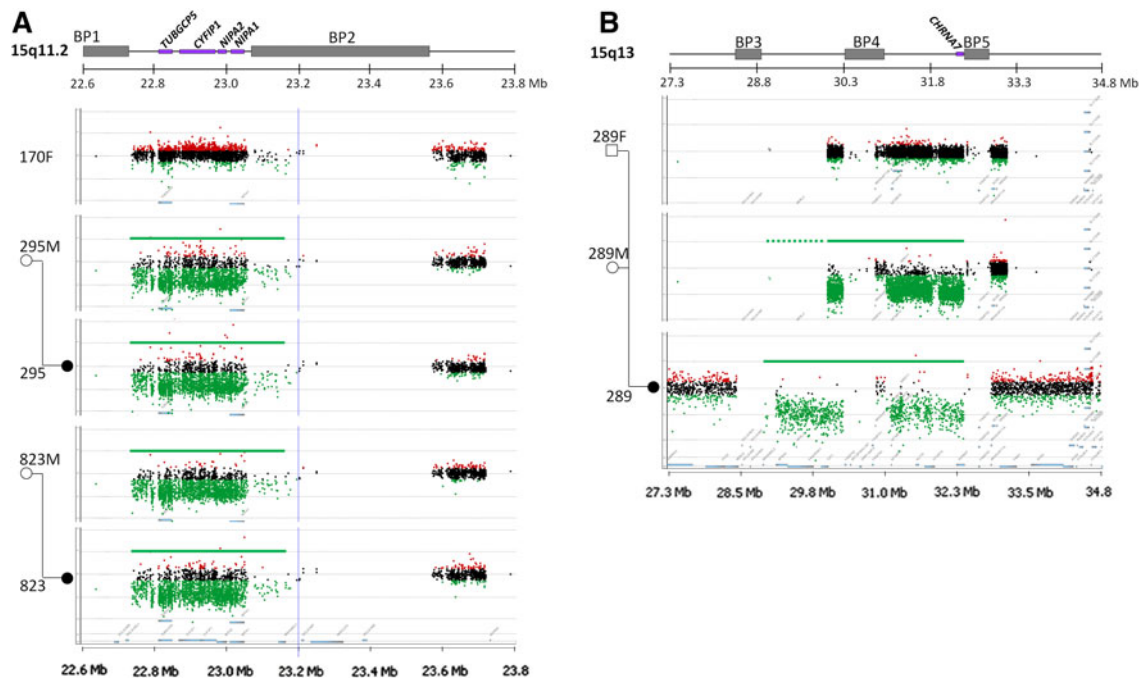 A
TUBGCP5
CYFIP1
NIPA2
NIPA1
15q11.2
BP1
BP2
22.6 22.8 23.0 23.2 23.4 23.6 23.8 Mb
170F
295M
295
823M
823
22.6 Mb 22.8 Mb 23.0 Mb 23.2 Mb 23.4 Mb 23.6 Mb 23.8 Mb
B
CHRNA7
15q13
BP3
BP4
BP5
27.3 28.8 30.3 31.8 33.3 34.8 Mb
289F
289M
289
27.3 Mb 28.5 Mb 29.8 Mb 31.0 Mb 32.3 Mb 33.5 Mb 34.8